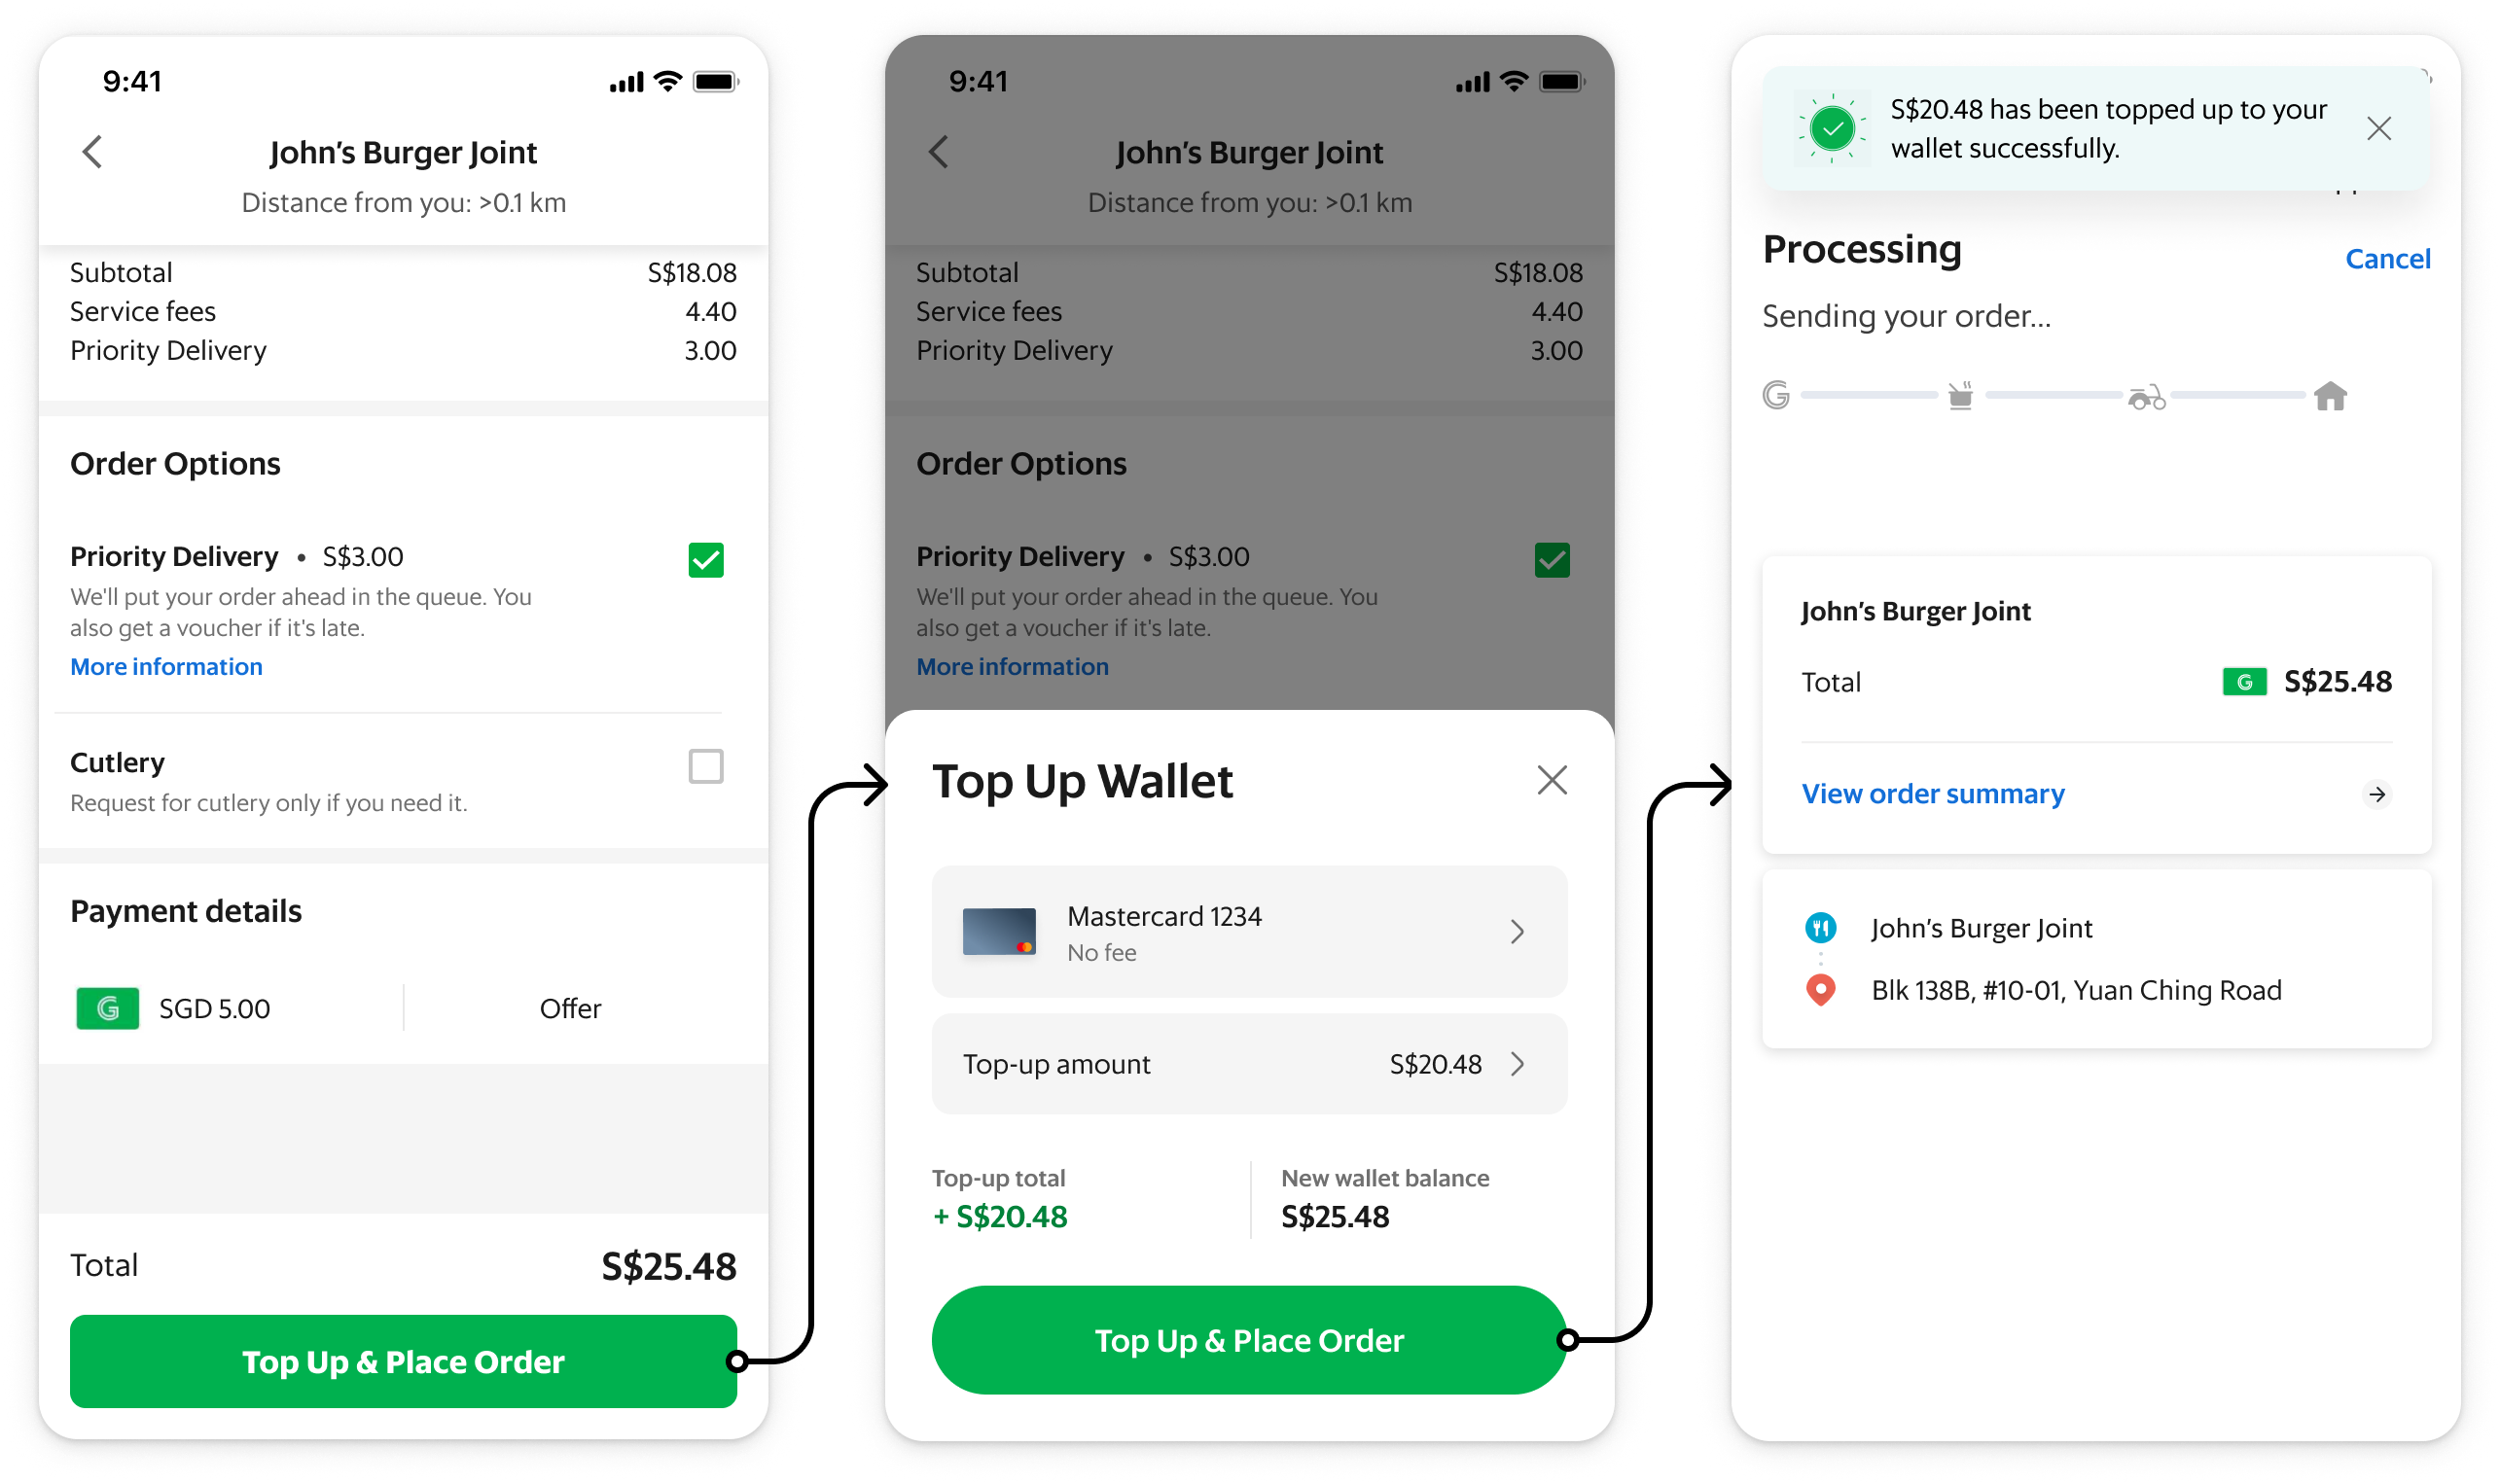 9:41
John's Burger Joint
Distance from you: >0.1 km
Subtotal S$18.08
Service fees 4.40
Priority Delivery 3.00
Order Options
Priority Delivery • S$3.00
We'll put your order ahead in the queue. You
also get a voucher if it's late.
More information
Cutlery
Request for cutlery only if you need it.
Payment details
G SGD 5.00 Offer
Total S$25.48
Top Up & Place Order
9:41
John's Burger Joint
Distance from you: >0.1 km
Subtotal S$18.08
Service fees 4.40
Priority Delivery 3.00
Order Options
Priority Delivery • S$3.00
We'll put your order ahead in the queue. You
also get a voucher if it's late.
More information
Top Up Wallet
Mastercard 1234
No fee
Top-up amount S$20.48
Top-up total New wallet balance
+ S$20.48 S$25.48
Top Up & Place Order
S$20.48 has been topped up to your
wallet successfully.
Processing Cancel
Sending your order...
G
John's Burger Joint
Total G S$25.48
View order summary
John's Burger Joint
Blk 138B, #10-01, Yuan Ching Road